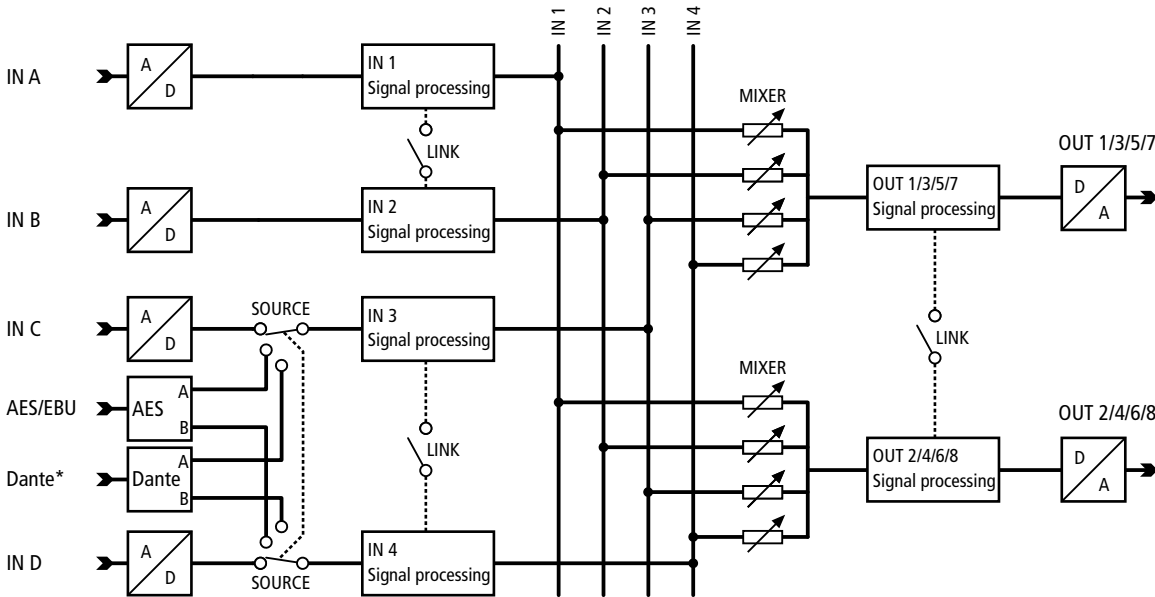 IN 1
IN 2
IN 3
IN 4
IN A
A
D
IN 1
Signal processing
MIXER
LINK
OUT 1/3/5/7
IN B
A
D
IN 2
Signal processing
OUT 1/3/5/7
Signal processing
D
A
IN C
A
D
SOURCE
IN 3
Signal processing
LINK
AES/EBU
AES
A
B
MIXER
OUT 2/4/6/8
Dante*
Dante
A
B
LINK
OUT 2/4/6/8
Signal processing
D
A
IN D
A
D
SOURCE
IN 4
Signal processing